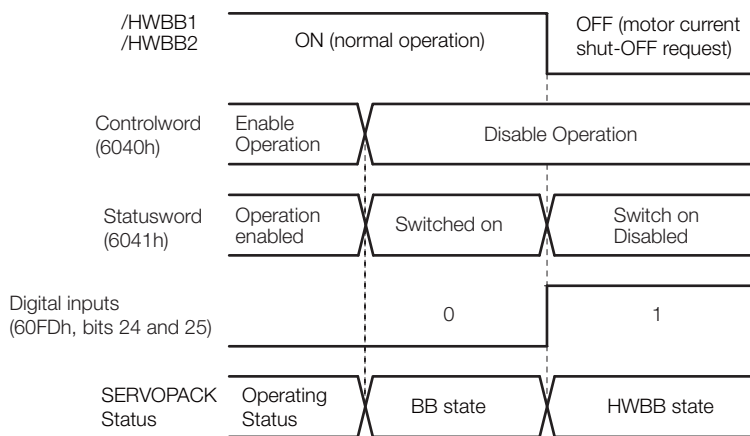 /HWBB1
/HWBB2
ON (normal operation)
OFF (motor current
shut-OFF request)
Controlword
(6040h)
Enable
Operation
Disable Operation
Statusword
(6041h)
Operation
enabled
Switched on
Switch on
Disabled
Digital inputs
(60FDh, bits 24 and 25)
0
1
SERVOPACK
Status
Operating
Status
BB state
HWBB state